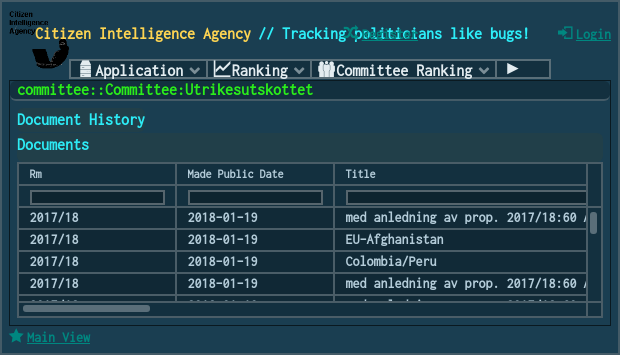 Citizen
Intelligence
Agency
Citizen Intelligence Agency // Tracking politicians like bugs!
Login
Application
Ranking
Committee Ranking
committee::Committee:Utrikesutskottet
Document History
Documents
Rm Made Public Date Title
2017/18 2018-01-19 med anledning av prop. 2017/18:60
2017/18 2018-01-19 EU-Afghanistan
2017/18 2018-01-19 Colombia/Peru
2017/18 2018-01-19 med anledning av prop. 2017/18:60
Main View